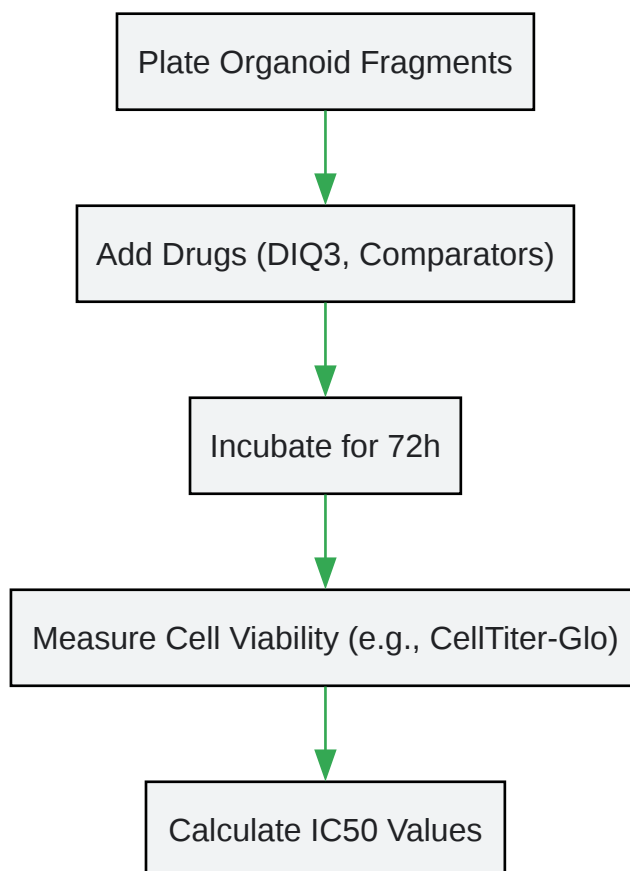 Plate Organoid Fragments
Add Drugs (DIQ3, Comparators)
Incubate for 72h
Measure Cell Viability (e.g., CellTiter-Glo)
Calculate IC50 Values